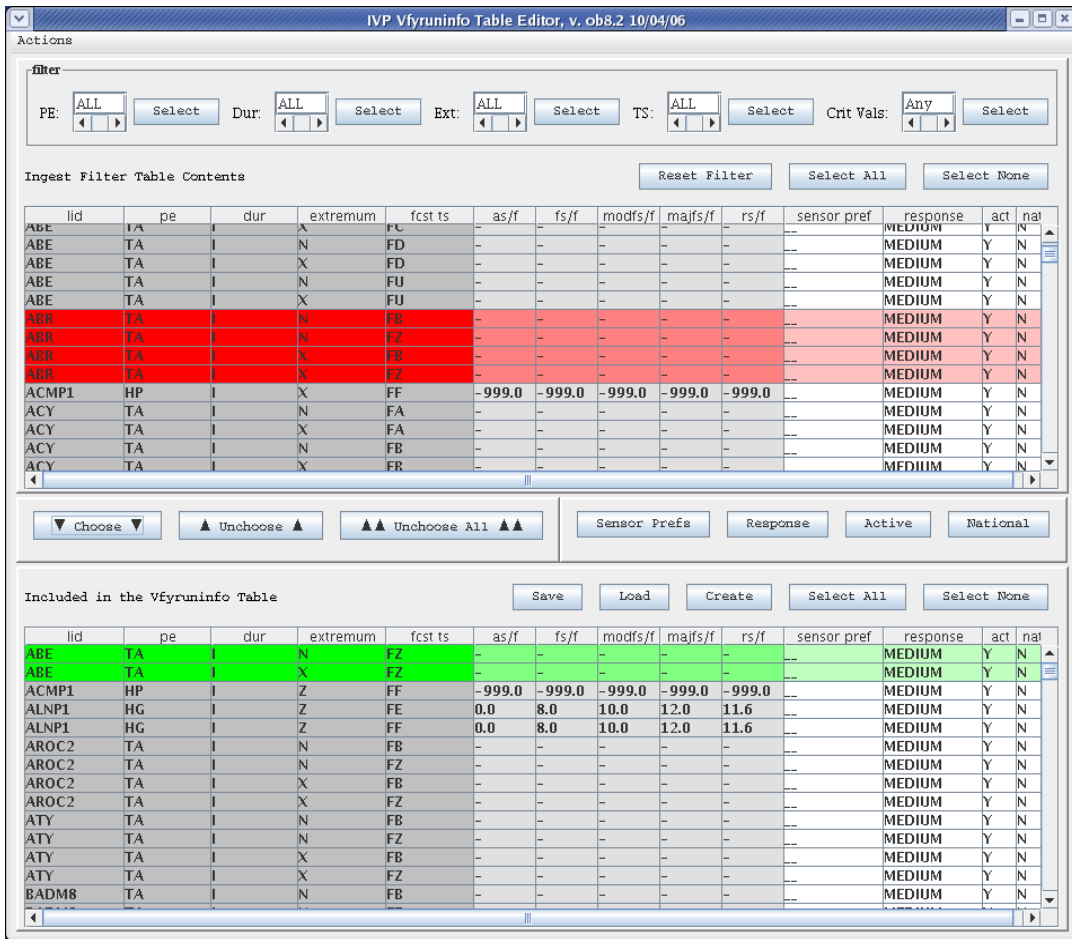 IVP Vfyruninfo Table Editor, v. ob8.2 10/04/06
Actions
filter
PE: ALL Select Dur: ALL Select Ext: ALL Select TS: ALL Select Crit Vals: Any Select
Ingest Filter Table Contents Reset Filter Select All Select None
lid pe dur extremum fcst ts as/f fs/f modfs/f majfs/f rs/f sensor pref response act nat
ABE TA I X FC - - - - - __ MEDIUM Y N
ABE TA I N FD - - - - - __ MEDIUM Y N
ABE TA I X FD - - - - - __ MEDIUM Y N
ABE TA I N FU - - - - - __ MEDIUM Y N
ABE TA I X FU - - - - - __ MEDIUM Y N
ABR TA I N FB - - - - - __ MEDIUM Y N
ABR TA I N FZ - - - - - __ MEDIUM Y N
ABR TA I X FB - - - - - __ MEDIUM Y N
ABR TA I X FZ - - - - - __ MEDIUM Y N
ACMP1 HP I X FF -999.0 -999.0 -999.0 -999.0 -999.0 __ MEDIUM Y N
ACY TA I N FA - - - - - __ MEDIUM Y N
ACY TA I X FA - - - - - __ MEDIUM Y N
ACY TA I N FB - - - - - __ MEDIUM Y N
ACY TA I X FB - - - - - __ MEDIUM Y N
▼ Choose ▼ ▲ Unchoose ▲ ▲▲ Unchoose All ▲▲ Sensor Prefs Response Active National
Included in the Vfyruninfo Table Save Load Create Select All Select None
lid pe dur extremum fcst ts as/f fs/f modfs/f majfs/f rs/f sensor pref response act nat
ABE TA I N FZ - - - - - __ MEDIUM Y N
ABE TA I X FZ - - - - - __ MEDIUM Y N
ACMP1 HP I Z FF -999.0 -999.0 -999.0 -999.0 -999.0 __ MEDIUM Y N
ALNP1 HG I Z FE 0.0 8.0 10.0 12.0 11.6 __ MEDIUM Y N
ALNP1 HG I Z FF 0.0 8.0 10.0 12.0 11.6 __ MEDIUM Y N
AROC2 TA I N FB - - - - - __ MEDIUM Y N
AROC2 TA I N FZ - - - - - __ MEDIUM Y N
AROC2 TA I X FB - - - - - __ MEDIUM Y N
AROC2 TA I X FZ - - - - - __ MEDIUM Y N
ATY TA I N FB - - - - - __ MEDIUM Y N
ATY TA I N FZ - - - - - __ MEDIUM Y N
ATY TA I X FB - - - - - __ MEDIUM Y N
ATY TA I X FZ - - - - - __ MEDIUM Y N
BADM8 TA I N FB - - - - - __ MEDIUM Y N